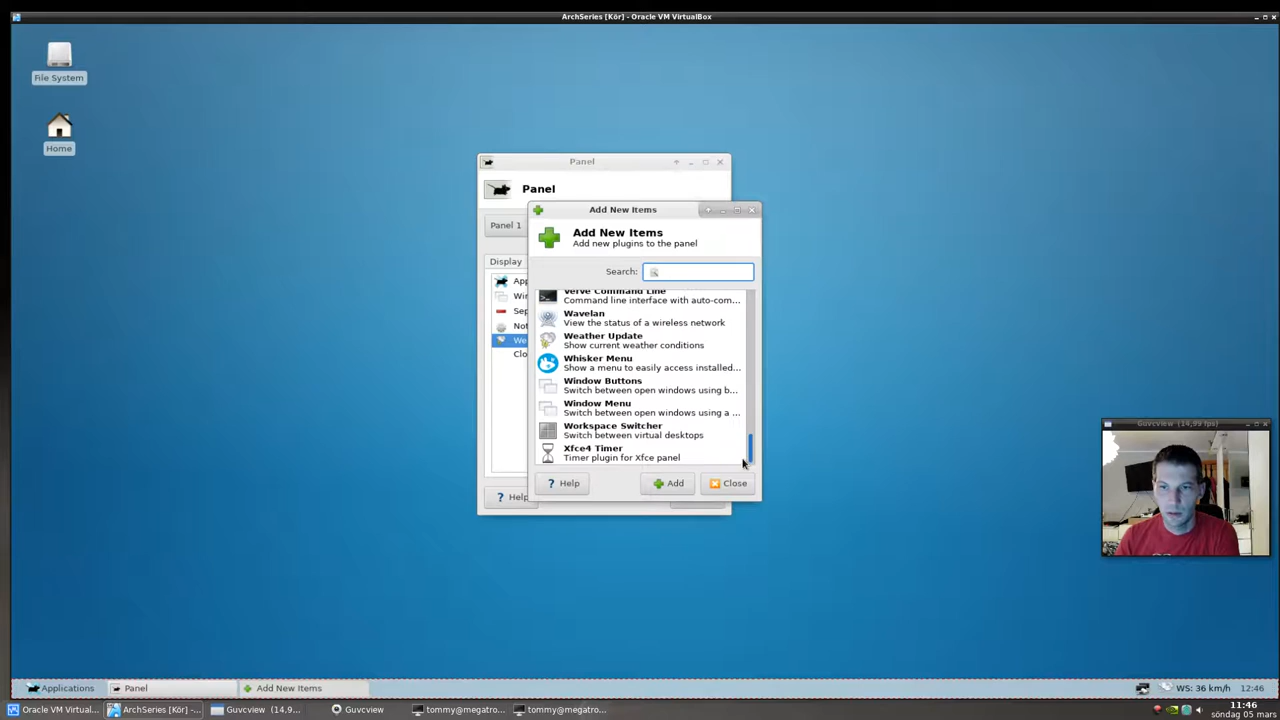 ArchSeries [Kör] - Oracle VM VirtualBox
File System
Home
Panel
Panel
Panel 1
Display
Help
Add New Items
Add New Items
Add new plugins to the panel
Search:
Verve Command Line
Command line interface with auto-com...
Wavelan
View the status of a wireless network
Weather Update
Show current weather conditions
Whisker Menu
Show a menu to easily access installed...
Window Buttons
Switch between open windows using b...
Window Menu
Switch between open windows using a ...
Workspace Switcher
Switch between virtual desktops
Xfce4 Timer
Timer plugin for Xfce panel
Help
Add
Close
Guvcview (14,99 fps)
Applications
Panel
Add New Items
WS: 36 km/h
12:46
Oracle VM Virtual...
ArchSeries [Kör] -...
Guvcview (14,9...
Guvcview
tommy@megatro...
tommy@megatro...
11:46
söndag 05 mars